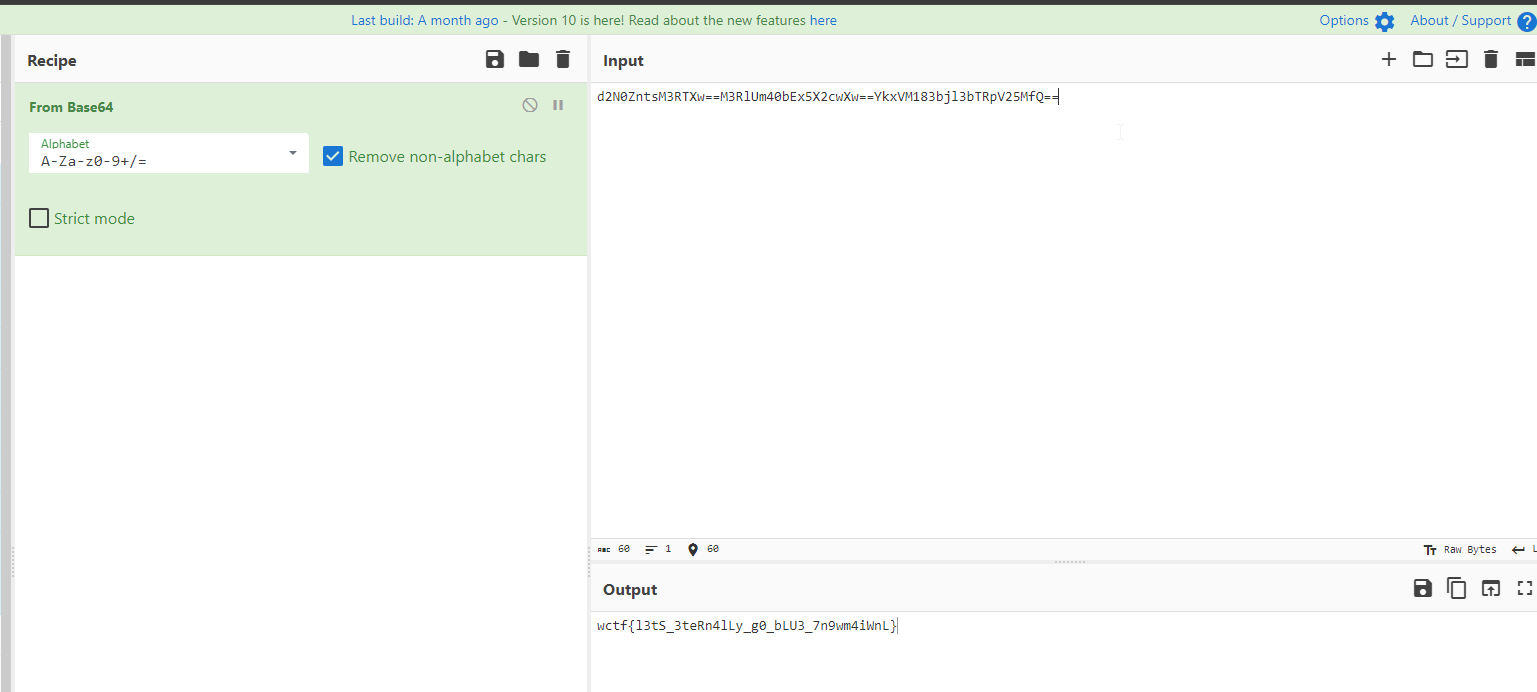 Last build: A month ago - Version 10 is here! Read about the new features here
Options
About / Support
Recipe
From Base64
Alphabet
A-Za-z0-9+/=
Remove non-alphabet chars
Strict mode
Input
d2N0ZntsM3RTXw==M3RlUm40bEx5X2cwXw==YkxVM183bjl3bTRpV25MfQ==
ABC 60 1 60
Tт Raw Bytes L
Output
wctf{l3tS_3teRn4lLy_g0_bLU3_7n9wm4iWnL}